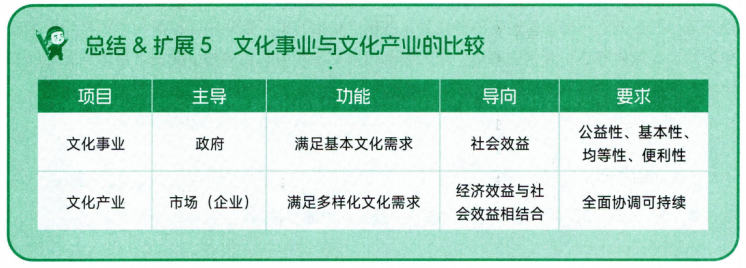 总结 & 扩展 5 文化事业与文化产业的比较
项目 主导 功能 导向 要求
文化事业 政府 满足基本文化需求 社会效益 公益性、基本性、
均等性、便利性
文化产业 市场（企业） 满足多样化文化需求 经济效益与社
会效益相结合 全面协调可持续